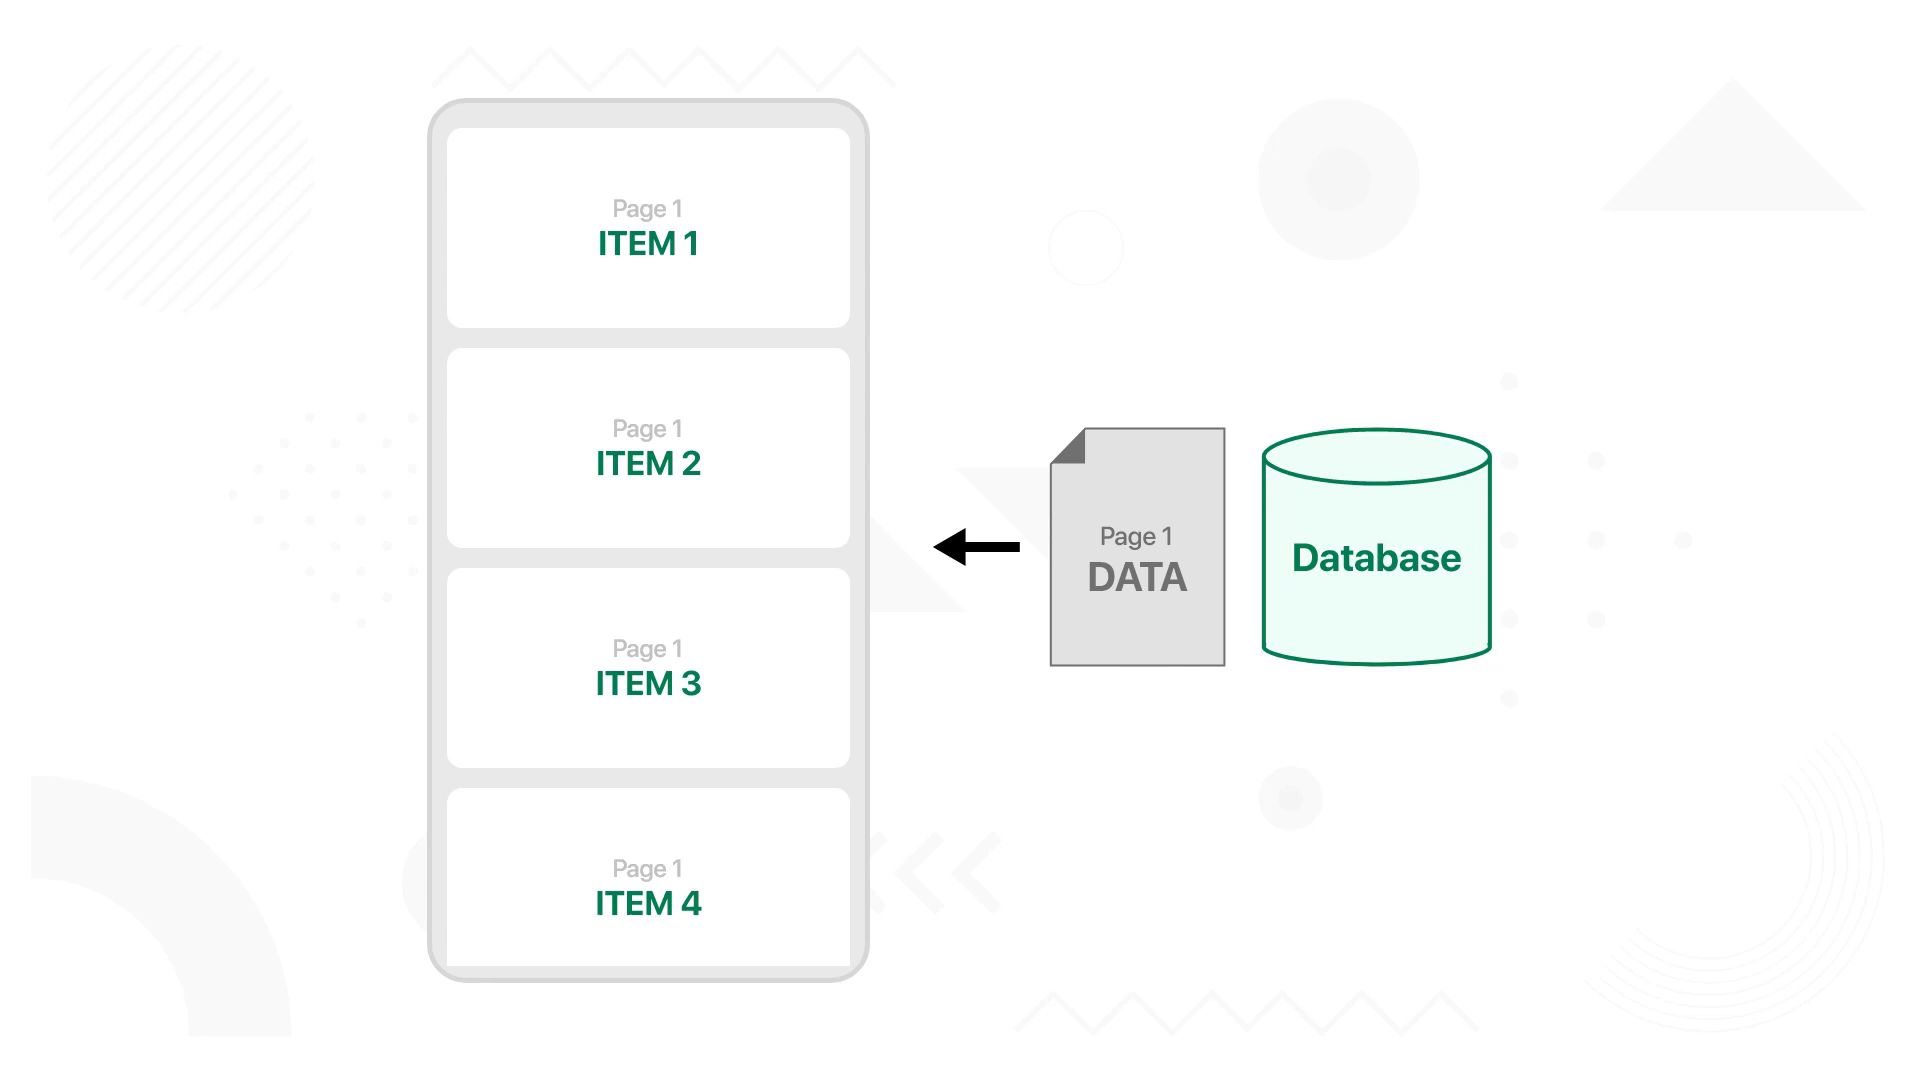 Page 1
ITEM 1
Page 1
ITEM 2
Page 1
ITEM 3
Page 1
ITEM 4
Page 1
DATA
Database